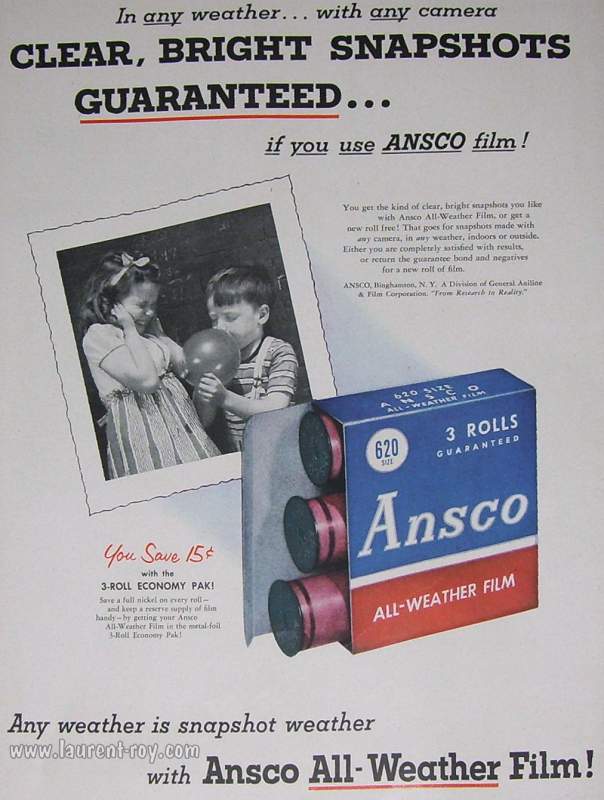 In any weather... with any camera
CLEAR, BRIGHT SNAPSHOTS
GUARANTEED...
if you use ANSCO film!
You get the kind of clear, bright snapshots you like
with Ansco All-Weather Film, or get a
new roll free! That goes for snapshots made with
any camera, in any weather, indoors or outside.
Either you are completely satisfied with results,
or return the guarantee bond and negatives
for a new roll of film.
ANSCO, Binghamton, N. Y. A Division of General Aniline
& Film Corporation. "From Research to Reality."
620 SIZE
ANSCO
ALL-WEATHER FILM
620
SIZE
3 ROLLS
GUARANTEED
Ansco
ALL-WEATHER FILM
You Save 15¢
with the
3-ROLL ECONOMY PAK!
Save a full nickel on every roll—
and keep a reserve supply of film
handy—by getting your Ansco
All-Weather Film in the metal-foil
3-Roll Economy Pak!
Any weather is snapshot weather
www.laurent-roy.com
with Ansco All-Weather Film!